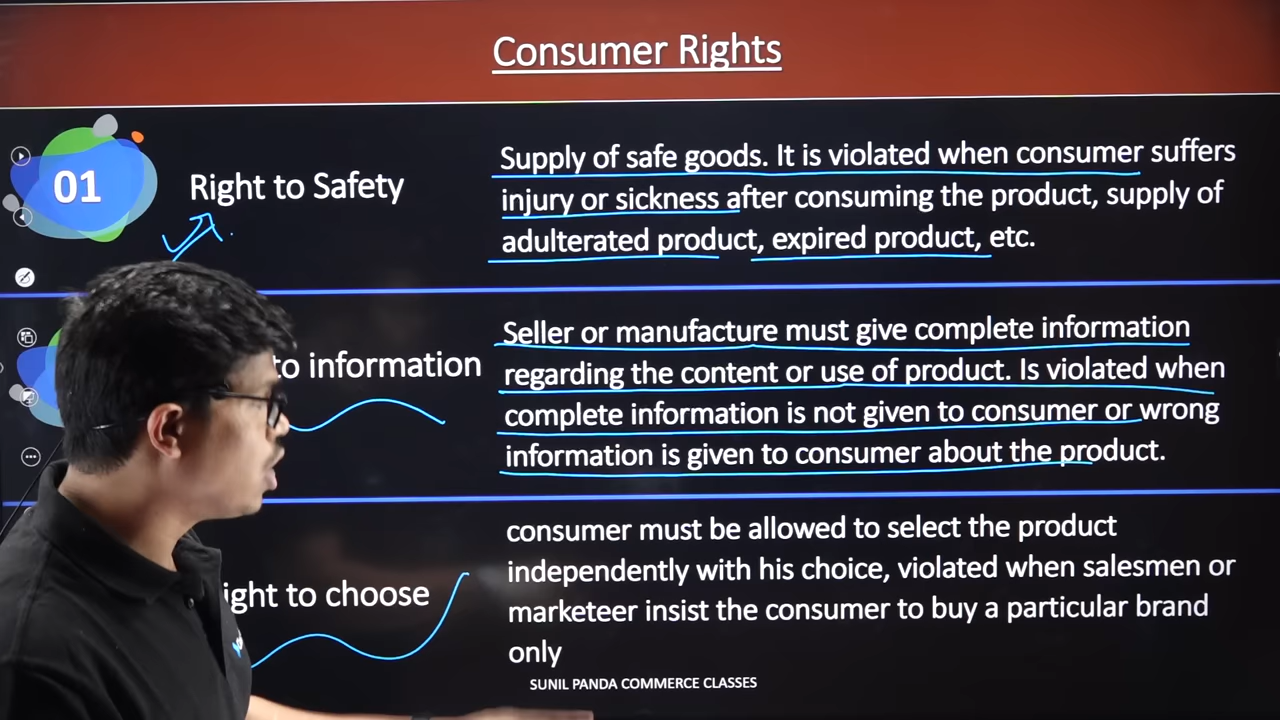 Consumer Rights
01
Right to Safety
Supply of safe goods. It is violated when consumer suffers
injury or sickness after consuming the product, supply of
adulterated product, expired product, etc.
to information
Seller or manufacture must give complete information
regarding the content or use of product. Is violated when
complete information is not given to consumer or wrong
information is given to consumer about the product.
ight to choose
consumer must be allowed to select the product
independently with his choice, violated when salesmen or
marketeer insist the consumer to buy a particular brand
only
SUNIL PANDA COMMERCE CLASSES